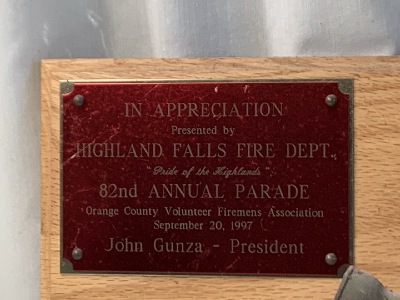 IN APPRECIATION
Presented by
HIGHLAND FALLS FIRE DEPT.
"Pride of the Highlands"
82nd ANNUAL PARADE
Orange County Volunteer Firemens Association
September 20, 1997
John Gunza - President